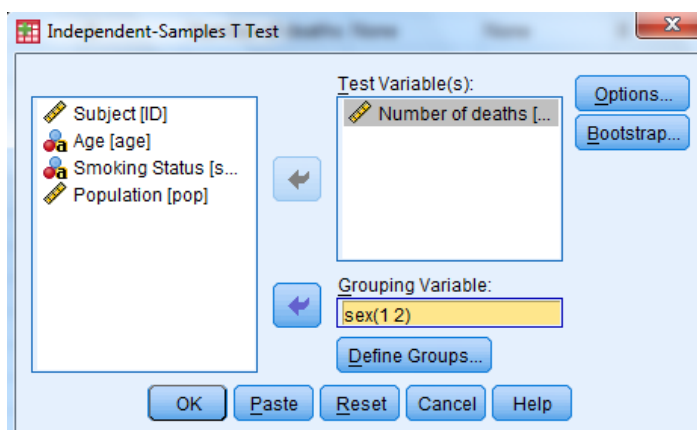 Independent-Samples T Test
Subject [ID]
Age [age]
Smoking Status [s...
Population [pop]
Test Variable(s):
Number of deaths [...
Grouping Variable:
sex(1 2)
Define Groups...
Options...
Bootstrap...
OK
Paste
Reset
Cancel
Help